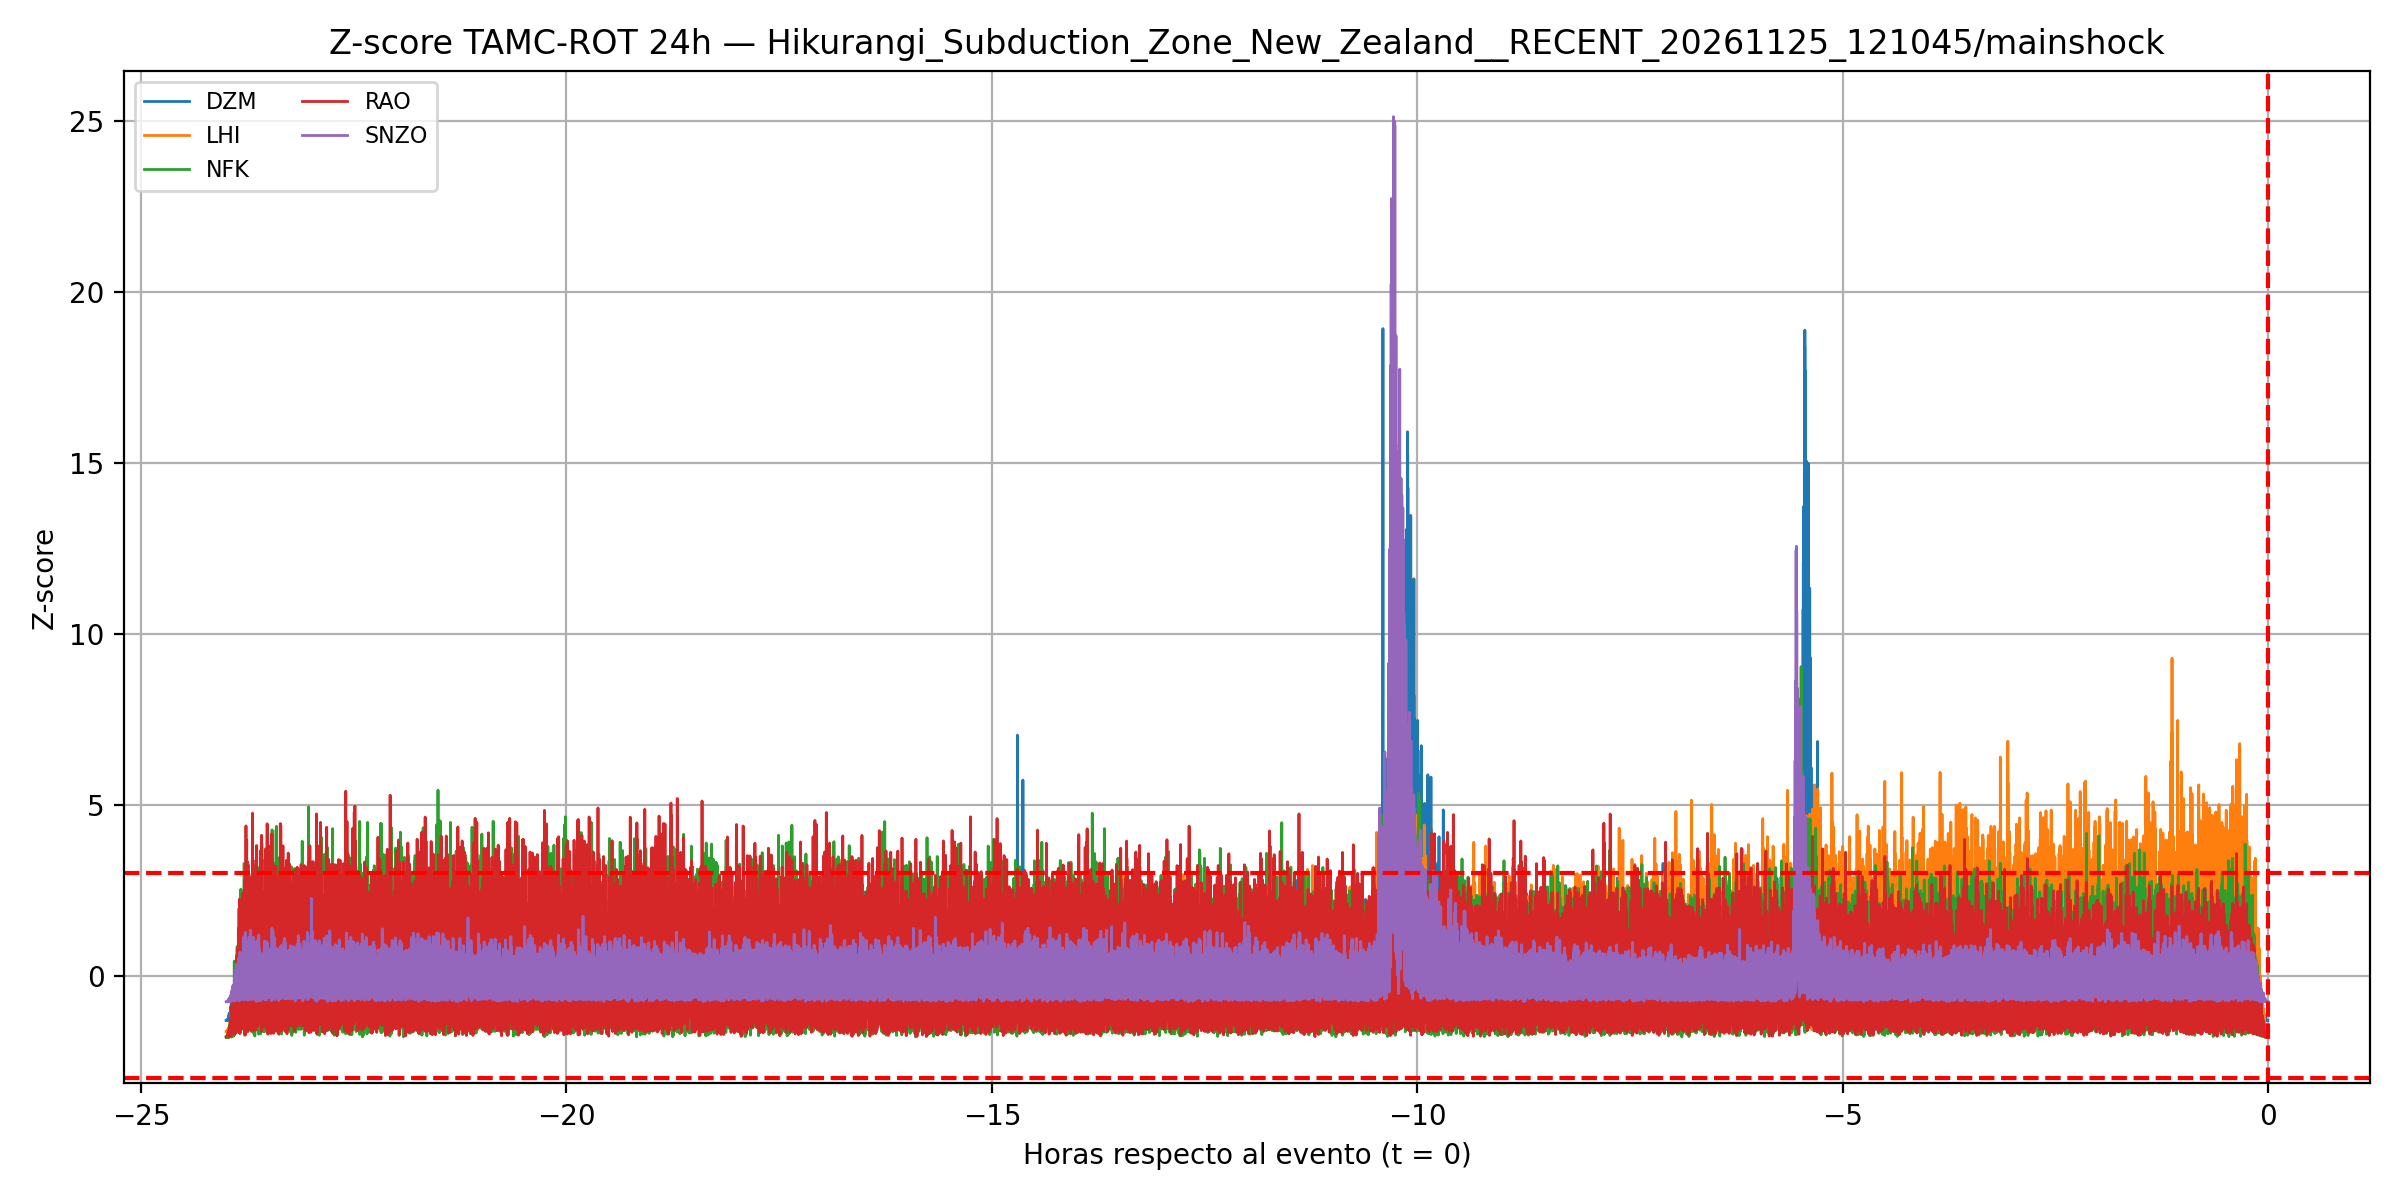 Z-score TAMC-ROT 24h — Hikurangi_Subduction_Zone_New_Zealand__RECENT_20261125_121045/mainshock
DZM
LHI
NFK
RAO
SNZO
25
20
15
10
5
0
Z-score
−25
−20
−15
−10
−5
0
Horas respecto al evento (t = 0)